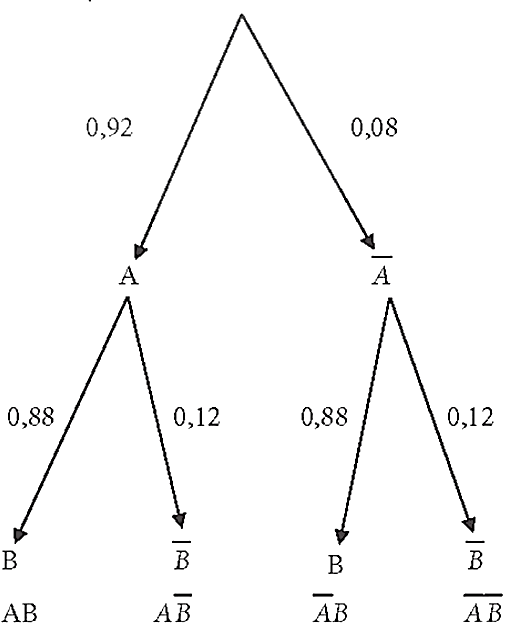 0,92 0,08
A A̅
0,88 0,12 0,88 0,12
B B̅ B B̅
AB AB̅ A̅B A̅B̅